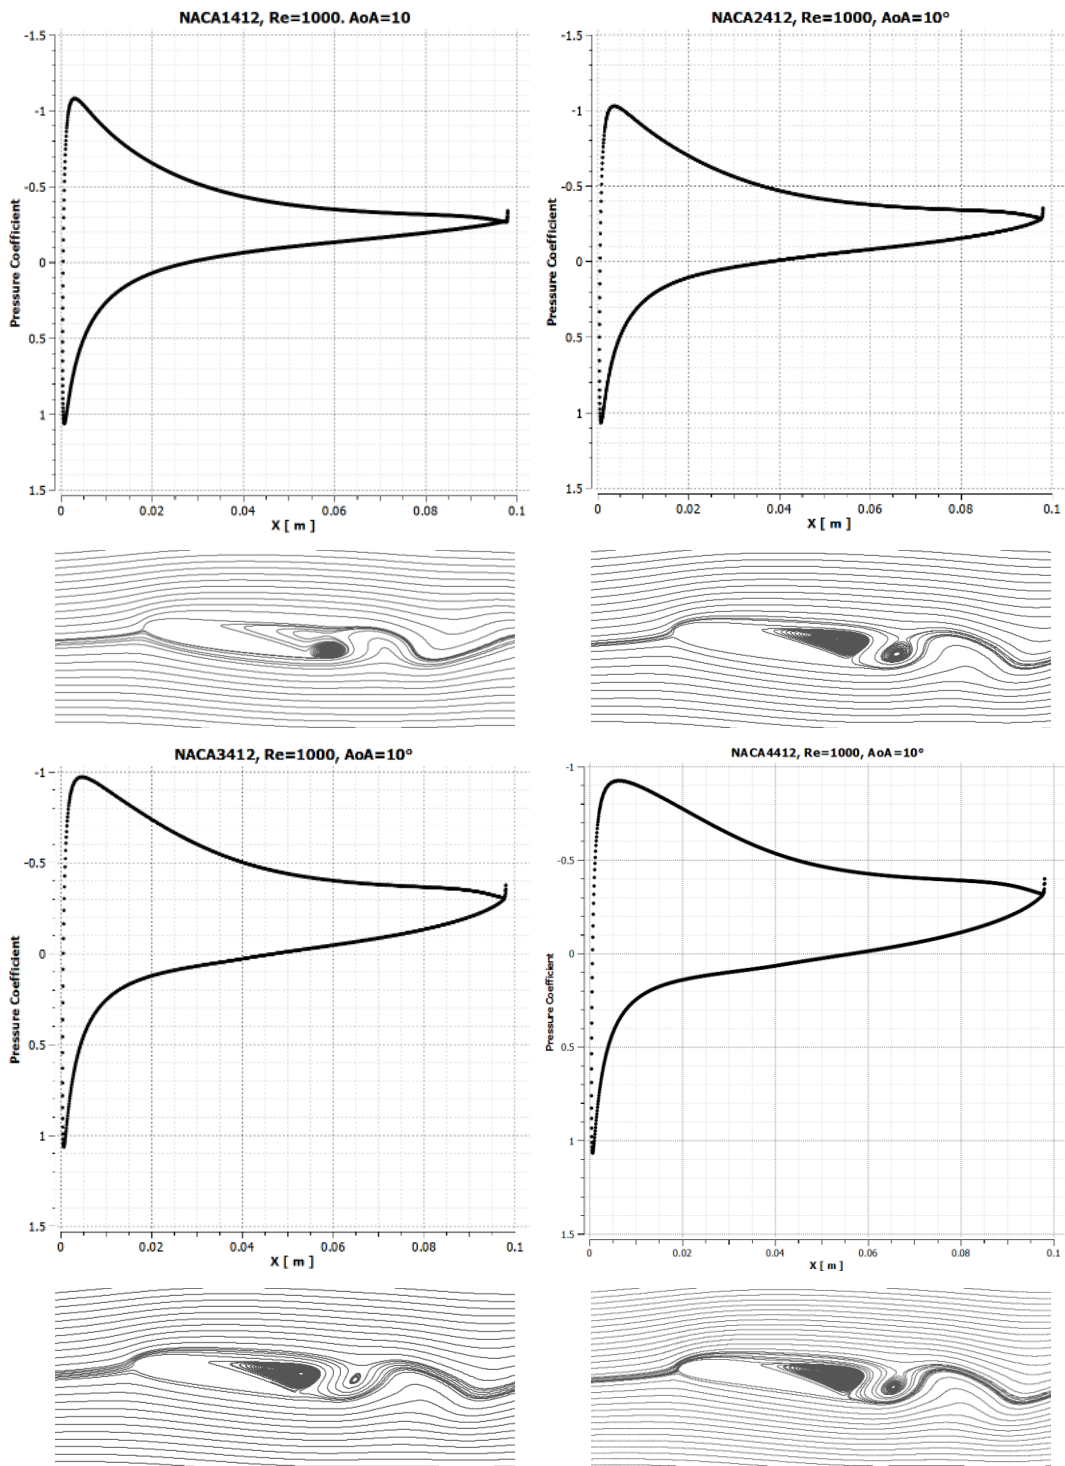 NACA1412, Re=1000. AoA=10
-1.5
-1
-0.5
0
0.5
1
1.5
Pressure Coefficient
0 0.02 0.04 0.06 0.08 0.1
X [ m ]
NACA2412, Re=1000, AoA=10°
-1.5
-1
-0.5
0
0.5
1
1.5
Pressure Coefficient
0 0.02 0.04 0.06 0.08 0.1
X [ m ]
NACA3412, Re=1000, AoA=10°
-1
-0.5
0
0.5
1
1.5
Pressure Coefficient
0 0.02 0.04 0.06 0.08 0.1
X [ m ]
NACA4412, Re=1000, AoA=10°
-1
-0.5
0
0.5
1
1.5
Pressure Coefficient
0 0.02 0.04 0.06 0.08 0.1
X [ m ]